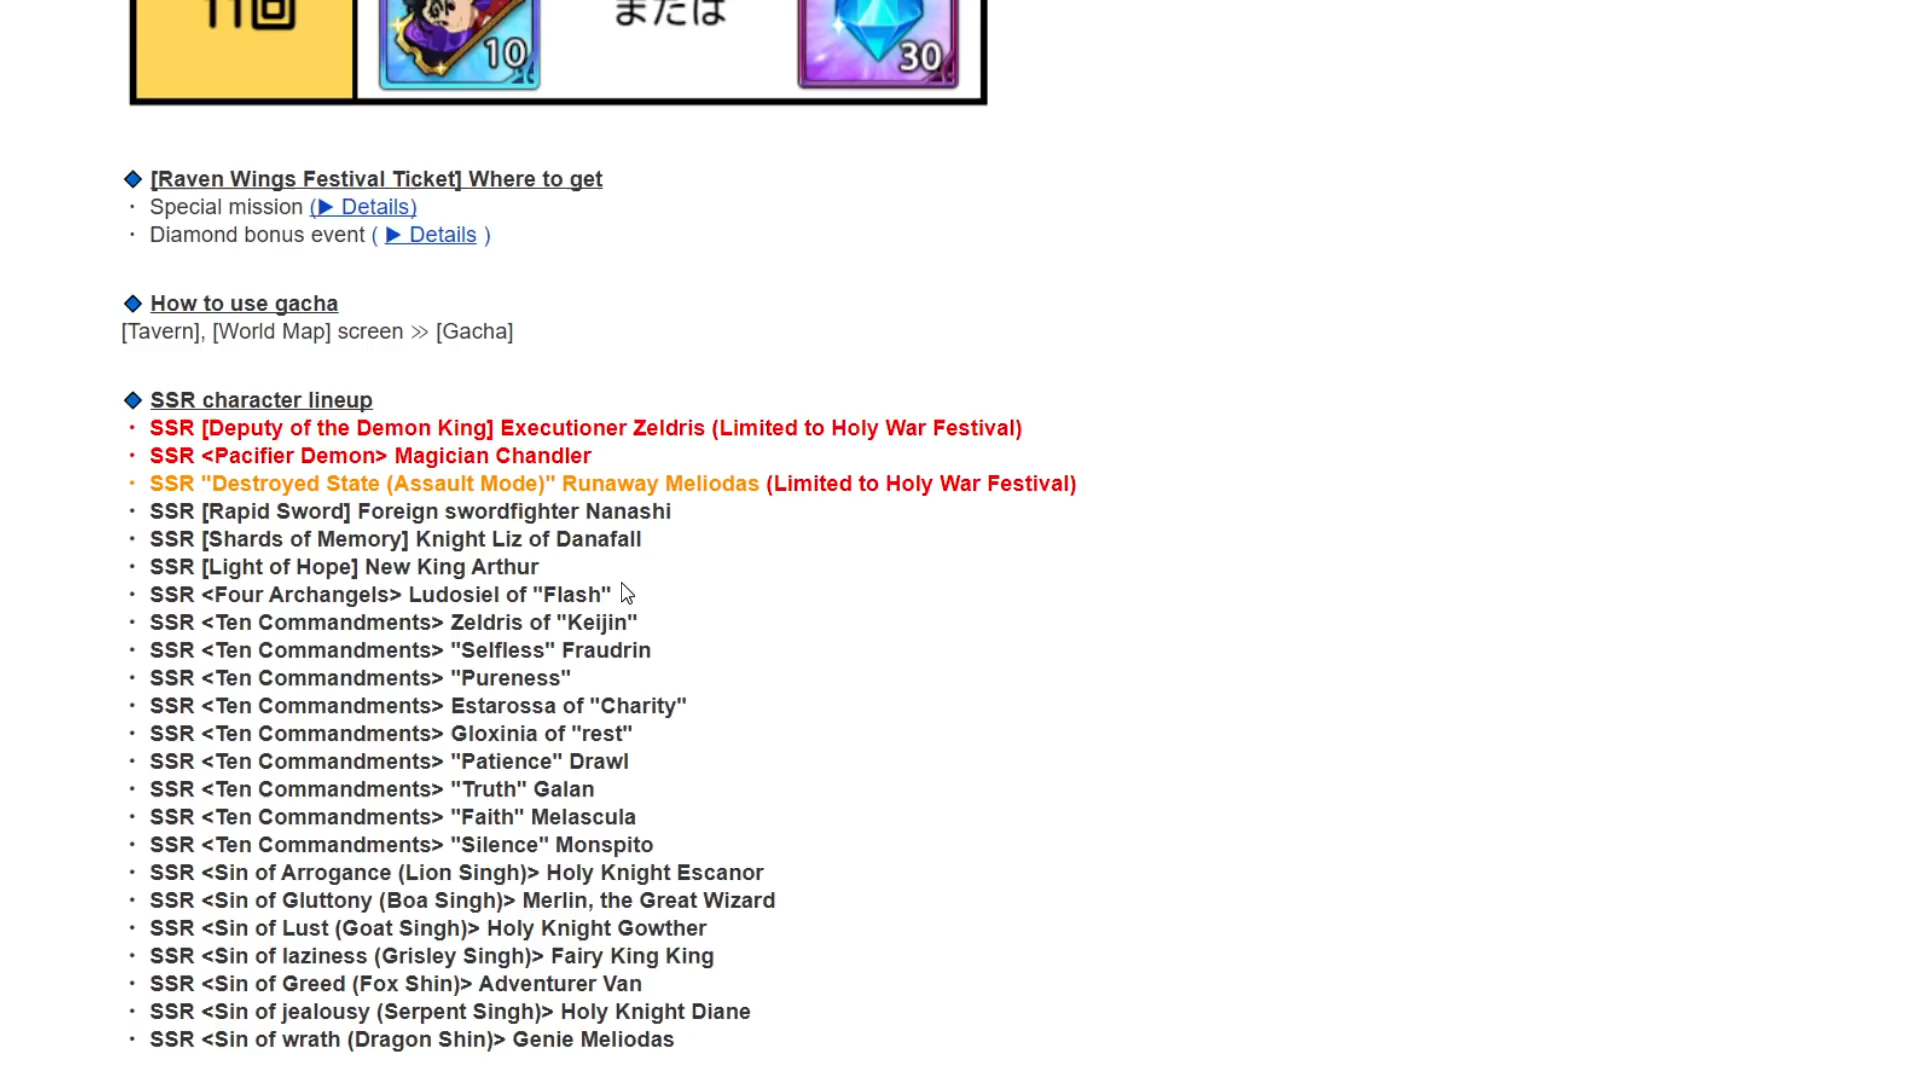 11回
10
または
30
[Raven Wings Festival Ticket] Where to get
・ Special mission (▶ Details)
・ Diamond bonus event ( ▶ Details )
How to use gacha
[Tavern], [World Map] screen ≫ [Gacha]
SSR character lineup
・ SSR [Deputy of the Demon King] Executioner Zeldris (Limited to Holy War Festival)
・ SSR <Pacifier Demon> Magician Chandler
・ SSR "Destroyed State (Assault Mode)" Runaway Meliodas (Limited to Holy War Festival)
・ SSR [Rapid Sword] Foreign swordfighter Nanashi
・ SSR [Shards of Memory] Knight Liz of Danafall
・ SSR [Light of Hope] New King Arthur
・ SSR <Four Archangels> Ludosiel of "Flash"
・ SSR <Ten Commandments> Zeldris of "Keijin"
・ SSR <Ten Commandments> "Selfless" Fraudrin
・ SSR <Ten Commandments> "Pureness"
・ SSR <Ten Commandments> Estarossa of "Charity"
・ SSR <Ten Commandments> Gloxinia of "rest"
・ SSR <Ten Commandments> "Patience" Drawl
・ SSR <Ten Commandments> "Truth" Galan
・ SSR <Ten Commandments> "Faith" Melascula
・ SSR <Ten Commandments> "Silence" Monspito
・ SSR <Sin of Arrogance (Lion Singh)> Holy Knight Escanor
・ SSR <Sin of Gluttony (Boa Singh)> Merlin, the Great Wizard
・ SSR <Sin of Lust (Goat Singh)> Holy Knight Gowther
・ SSR <Sin of laziness (Grisley Singh)> Fairy King King
・ SSR <Sin of Greed (Fox Shin)> Adventurer Van
・ SSR <Sin of jealousy (Serpent Singh)> Holy Knight Diane
・ SSR <Sin of wrath (Dragon Shin)> Genie Meliodas